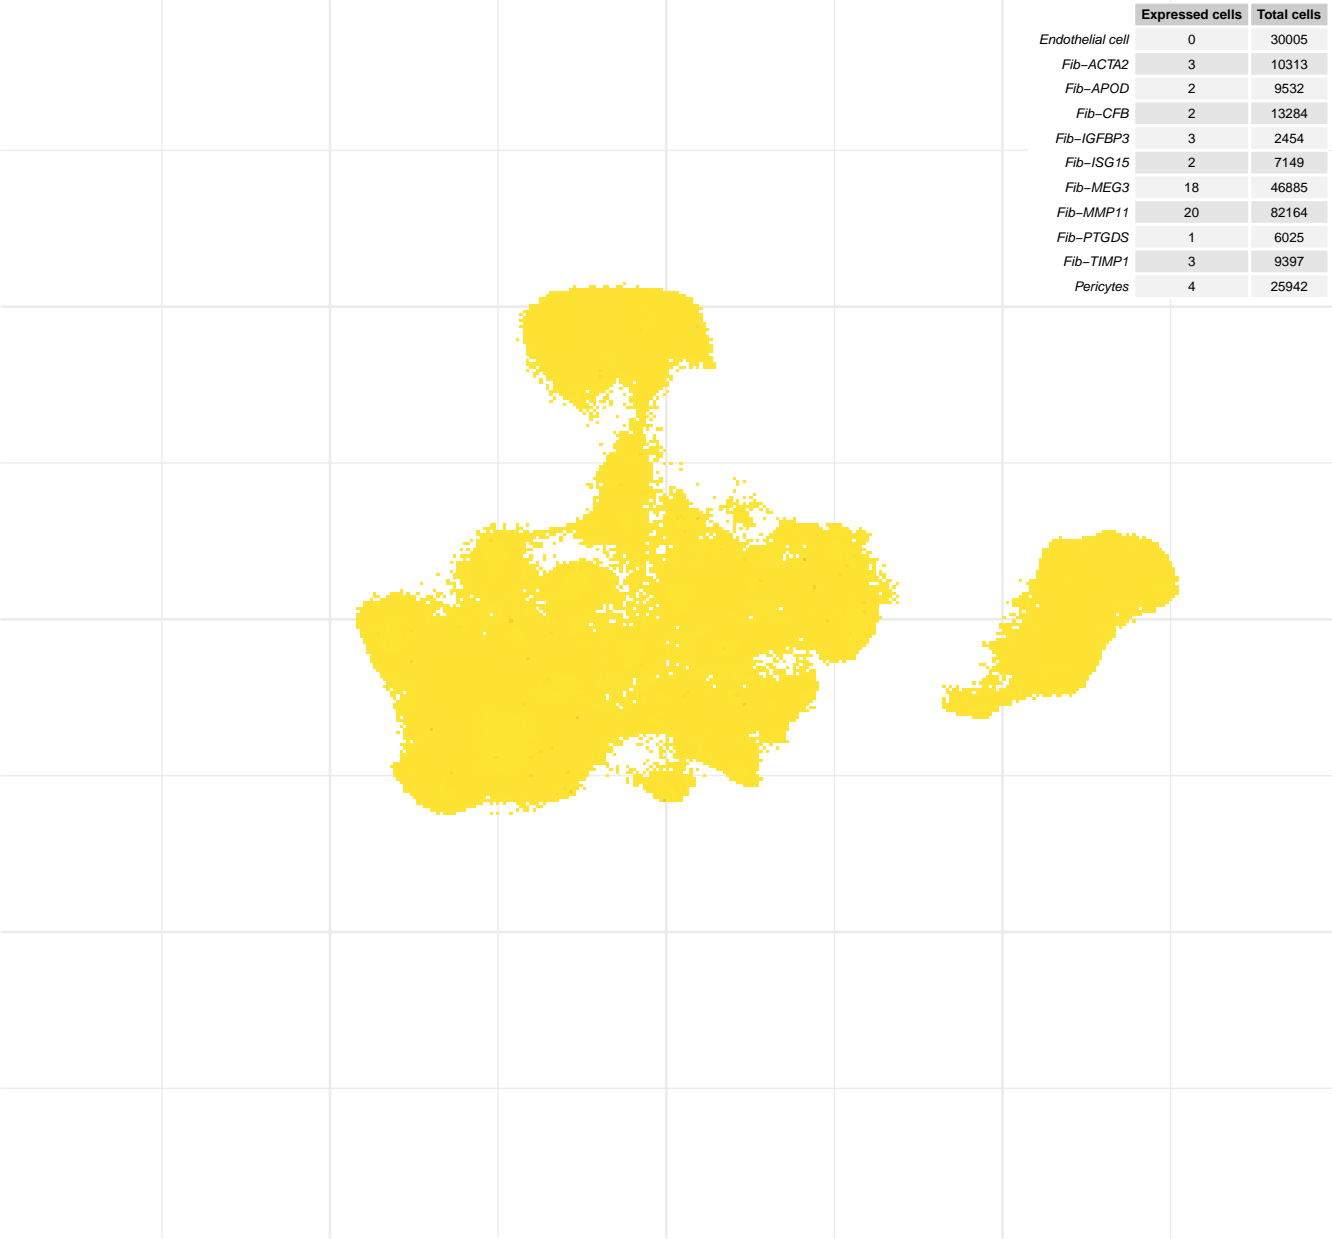 Expressed cells Total cells
Endothelial cell 0 30005
Fib−ACTA2 3 10313
Fib−APOD 2 9532
Fib−CFB 2 13284
Fib−IGFBP3 3 2454
Fib−ISG15 2 7149
Fib−MEG3 18 46885
Fib−MMP11 20 82164
Fib−PTGDS 1 6025
Fib−TIMP1 3 9397
Pericytes 4 25942